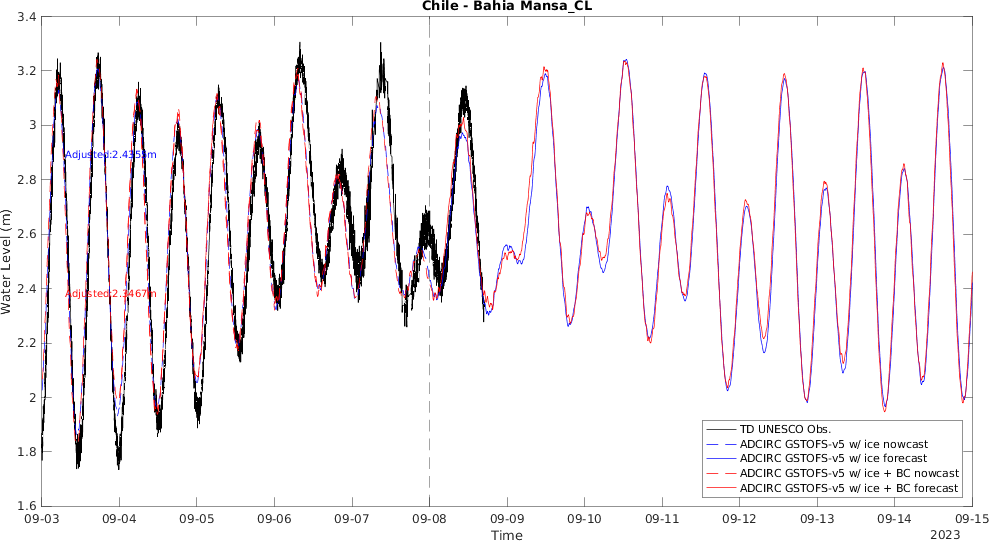 Chile - Bahia Mansa_CL
3.4
3.2
3
2.8
2.6
2.4
2.2
2
1.8
1.6
Water Level (m)
Adjusted:2.4355m
Adjusted:2.3467m
TD UNESCO Obs.
ADCIRC GSTOFS-v5 w/ ice nowcast
ADCIRC GSTOFS-v5 w/ ice forecast
ADCIRC GSTOFS-v5 w/ ice + BC nowcast
ADCIRC GSTOFS-v5 w/ ice + BC forecast
09-03 09-04 09-05 09-06 09-07 09-08 09-09 09-10 09-11 09-12 09-13 09-14 09-15
Time
2023